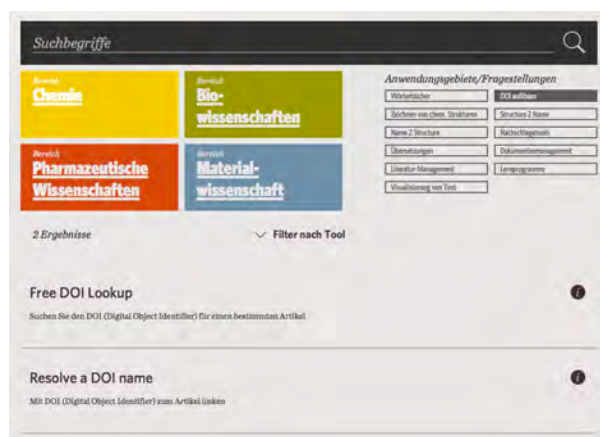 Suchbegriffe
Bereich
Chemie
Bereich
Bio-
wissenschaften
Bereich
Pharmazeutische
Wissenschaften
Bereich
Material-
wissenschaft
Anwendungsgebiete/Fragestellungen
Wörterbücher
DOI auflösen
Zeichnen von chem. Strukturen
Structure 2 Name
Name 2 Structure
Nachschlagetools
Übersetzungen
Dokumentenmanagement
Literatur-Management
Lernprogramme
Visualisierung von Text
2 Ergebnisse
Filter nach Tool
Free DOI Lookup
i
Suchen Sie den DOI (Digital Object Identifier) für einen bestimmten Artikel
Resolve a DOI name
i
Mit DOI (Digital Object Identifier) zum Artikel linken